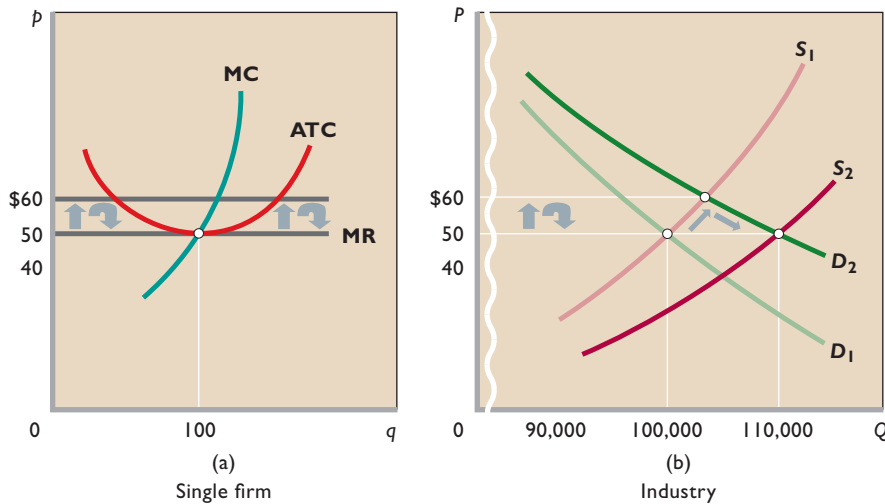 p
MC
ATC
$60
50
MR
40
0
100
q
(a)
Single firm
P
S1
S2
$60
50
40
D2
D1
0
90,000
100,000
110,000
Q
(b)
Industry